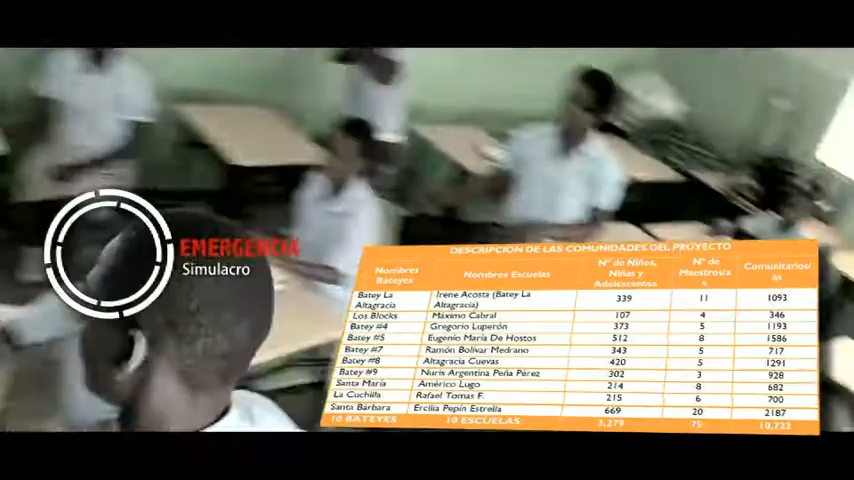 EMERGENCIA
Simulacro
DESCRIPCIÓN DE LAS COMUNIDADES DEL PROYECTO
Nombres Bateyes Nombres Escuelas Nº de Niños, Niñas y Adolescentes Nº de Maestros/as Comunitarios/as
Batey La Altagracia Irene Acosta (Batey La Altagracia) 339 11 1093
Los Blocks Máximo Cabral 107 4 346
Batey #4 Gregorio Luperón 373 5 1193
Batey #5 Eugenio María De Hostos 512 8 1586
Batey #7 Ramón Bolívar Medrano 343 5 717
Batey #8 Altagracia Cuevas 420 5 1291
Batey #9 Nuris Argentina Peña Pérez 302 3 928
Santa María Américo Lugo 214 8 682
La Cuchilla Rafael Tomas F. 215 6 700
Santa Bárbara Ercilia Pepín Estrella 669 20 2187
10 BATEYES 10 ESCUELAS 3,279 75 10,722